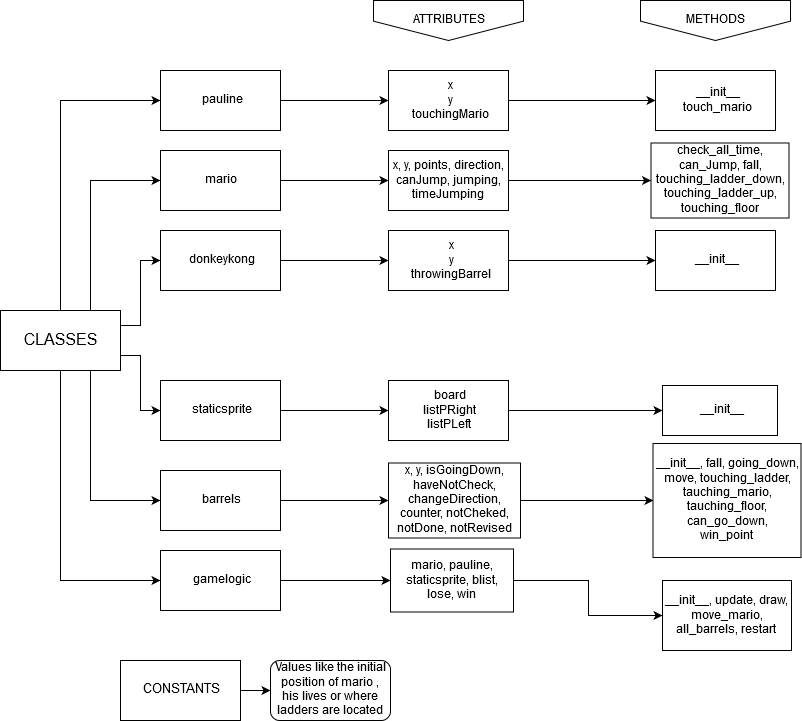 ATTRIBUTES
METHODS
pauline
x
y
touchingMario
__init__
touch_mario
mario
x, y, points, direction,
canJump, jumping,
timeJumping
check_all_time,
can_Jump, fall,
touching_ladder_down,
touching_ladder_up,
touching_floor
donkeykong
x
y
throwingBarrel
__init__
CLASSES
staticsprite
board
listPRight
listPLeft
__init__
barrels
x, y, isGoingDown,
haveNotCheck,
changeDirection,
counter, notCheked,
notDone, notRevised
__init__, fall, going_down,
move, touching_ladder,
tauching_mario,
tauching_floor,
can_go_down,
win_point
gamelogic
mario, pauline,
staticsprite, blist,
lose, win
__init__, update, draw,
move_mario,
all_barrels, restart
CONSTANTS
Values like the initial
position of mario ,
his lives or where
ladders are located